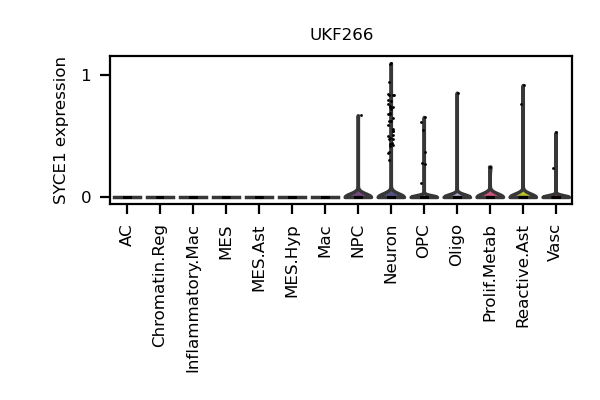 UKF266
SYCE1 expression
1
0
AC
Chromatin.Reg
Inflammatory.Mac
MES
MES.Ast
MES.Hyp
Mac
NPC
Neuron
OPC
Oligo
Prolif.Metab
Reactive.Ast
Vasc